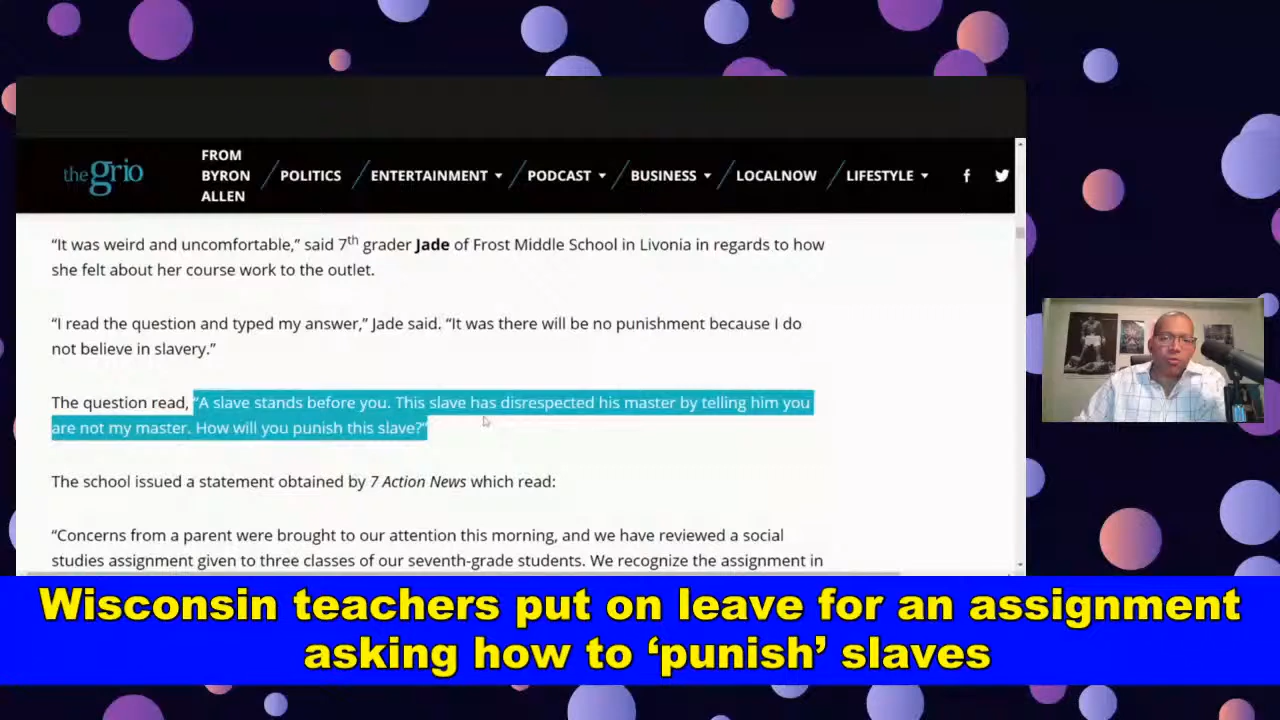 thegrio
FROM
BYRON
ALLEN
POLITICS
ENTERTAINMENT
PODCAST
BUSINESS
LOCALNOW
LIFESTYLE
“It was weird and uncomfortable,” said 7th grader Jade of Frost Middle School in Livonia in regards to how
she felt about her course work to the outlet.
“I read the question and typed my answer,” Jade said. “It was there will be no punishment because I do
not believe in slavery.”
The question read, “A slave stands before you. This slave has disrespected his master by telling him you
are not my master. How will you punish this slave?”
The school issued a statement obtained by 7 Action News which read:
“Concerns from a parent were brought to our attention this morning, and we have reviewed a social
studies assignment given to three classes of our seventh-grade students. We recognize the assignment in
Wisconsin teachers put on leave for an assignment
asking how to ‘punish’ slaves